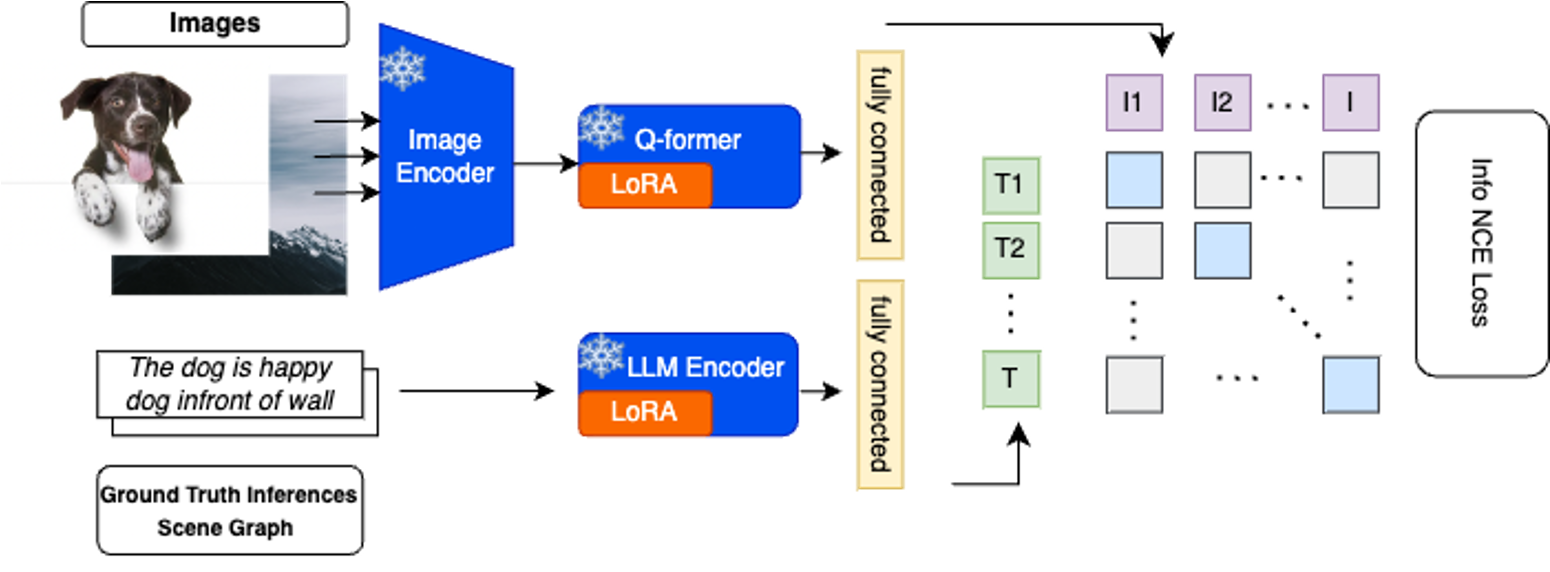 Images
Image
Encoder
Q-former
LoRA
fully connected
I1
I2
I
T1
T2
T
Info NCE Loss
The dog is happy
dog infront of wall
LLM Encoder
LoRA
fully connected
Ground Truth Inferences
Scene Graph